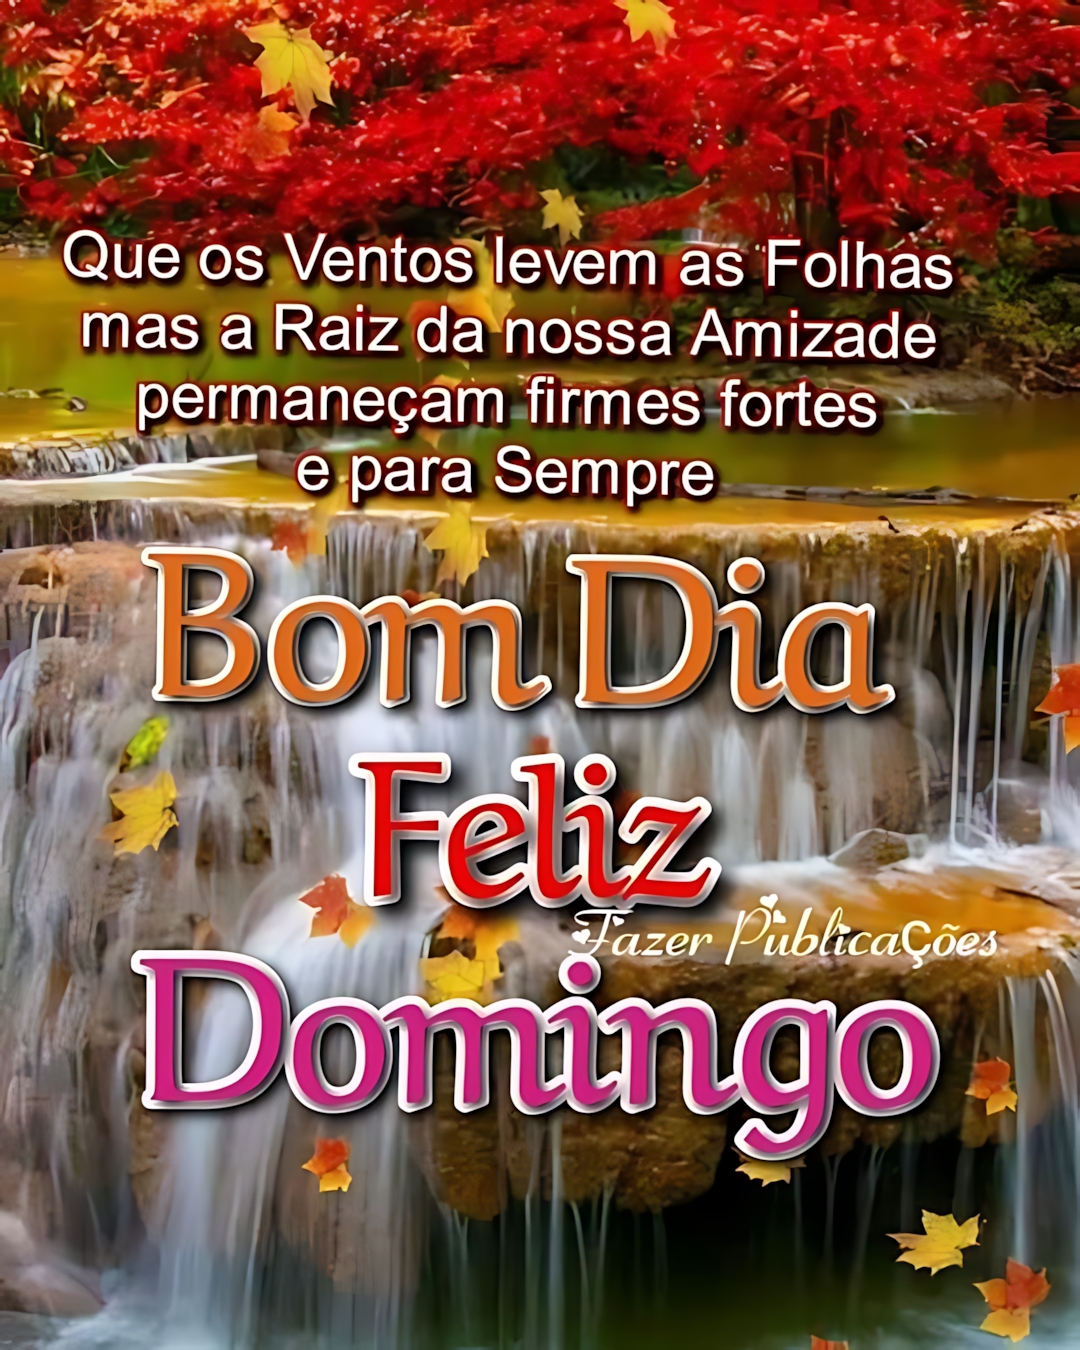 Que os Ventos levem as Folhas
mas a Raiz da nossa Amizade
permaneçam firmes fortes
e para Sempre
Bom Dia
Feliz
Fazer PublicaÇões
Domingo